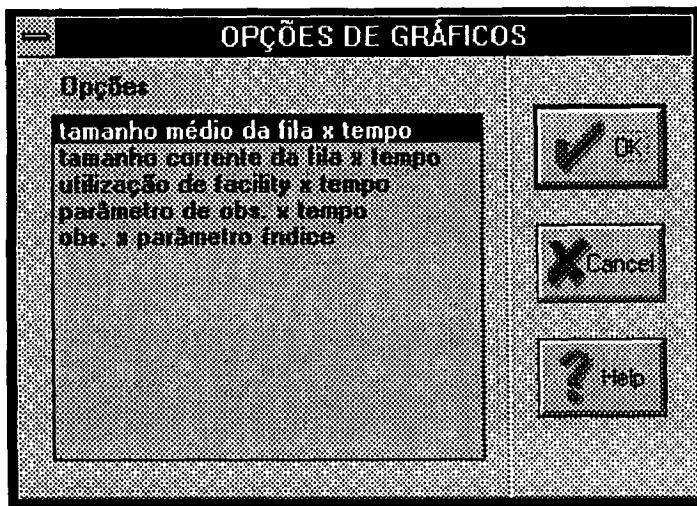 OPÇÕES DE GRÁFICOS
Opções
tamanho médio da fila x tempo
tamanho corrente da fila x tempo
utilização de facility x tempo
parâmetro de obs. x tempo
obs. x parâmetro índice
OK
Cancel
Help